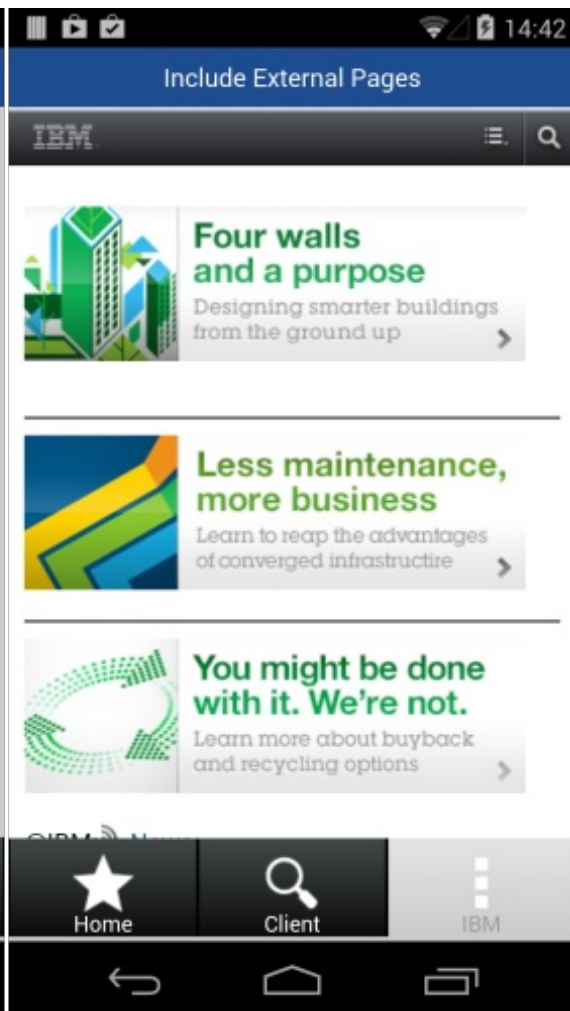 14:42
Include External Pages
IBM
Four walls
and a purpose
Designing smarter buildings
from the ground up
Less maintenance,
more business
Learn to reap the advantages
of converged infrastructire
You might be done
with it. We're not.
Learn more about buyback
and recycling options
Home
Client
IBM